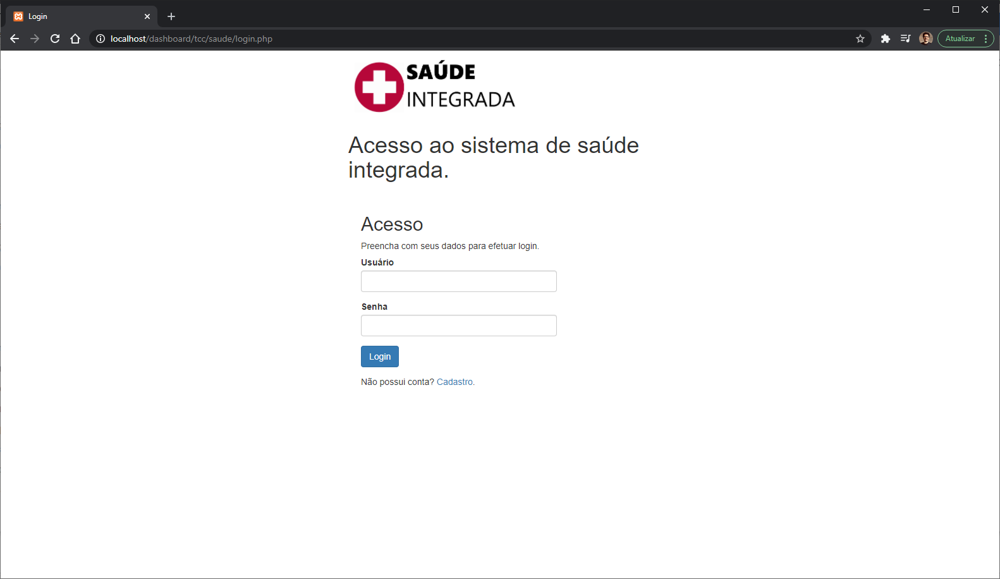 Login
localhost/dashboard/tcc/saude/login.php
Atualizar
SAÚDE
INTEGRADA
Acesso ao sistema de saúde
integrada.
Acesso
Preencha com seus dados para efetuar login.
Usuário
Senha
Login
Não possui conta? Cadastro.